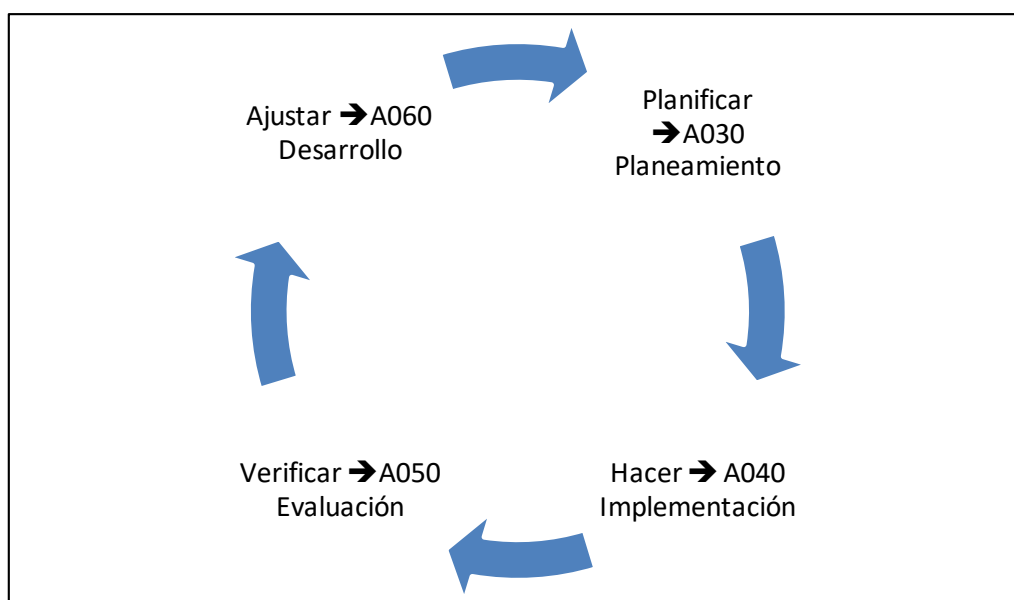 Ajustar ➔A060
Desarrollo
Planificar
➔A030
Planeamiento
Verificar ➔A050
Evaluación
Hacer ➔ A040
Implementación